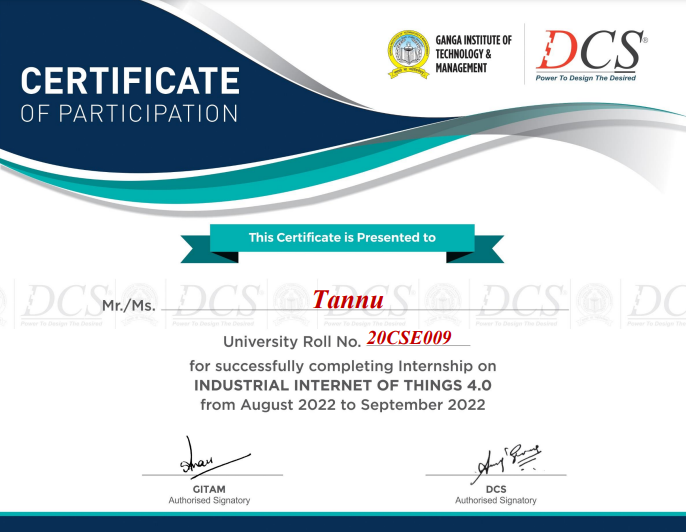 CERTIFICATE
OF PARTICIPATION
GANGA INSTITUTE OF
TECHNOLOGY &
MANAGEMENT
DCS®
Power To Design The Desired
This Certificate is Presented to
Mr./Ms. Tannu
University Roll No. 20CSE009
for successfully completing Internship on
INDUSTRIAL INTERNET OF THINGS 4.0
from August 2022 to September 2022
GITAM
Authorised Signatory
DCS
Authorised Signatory